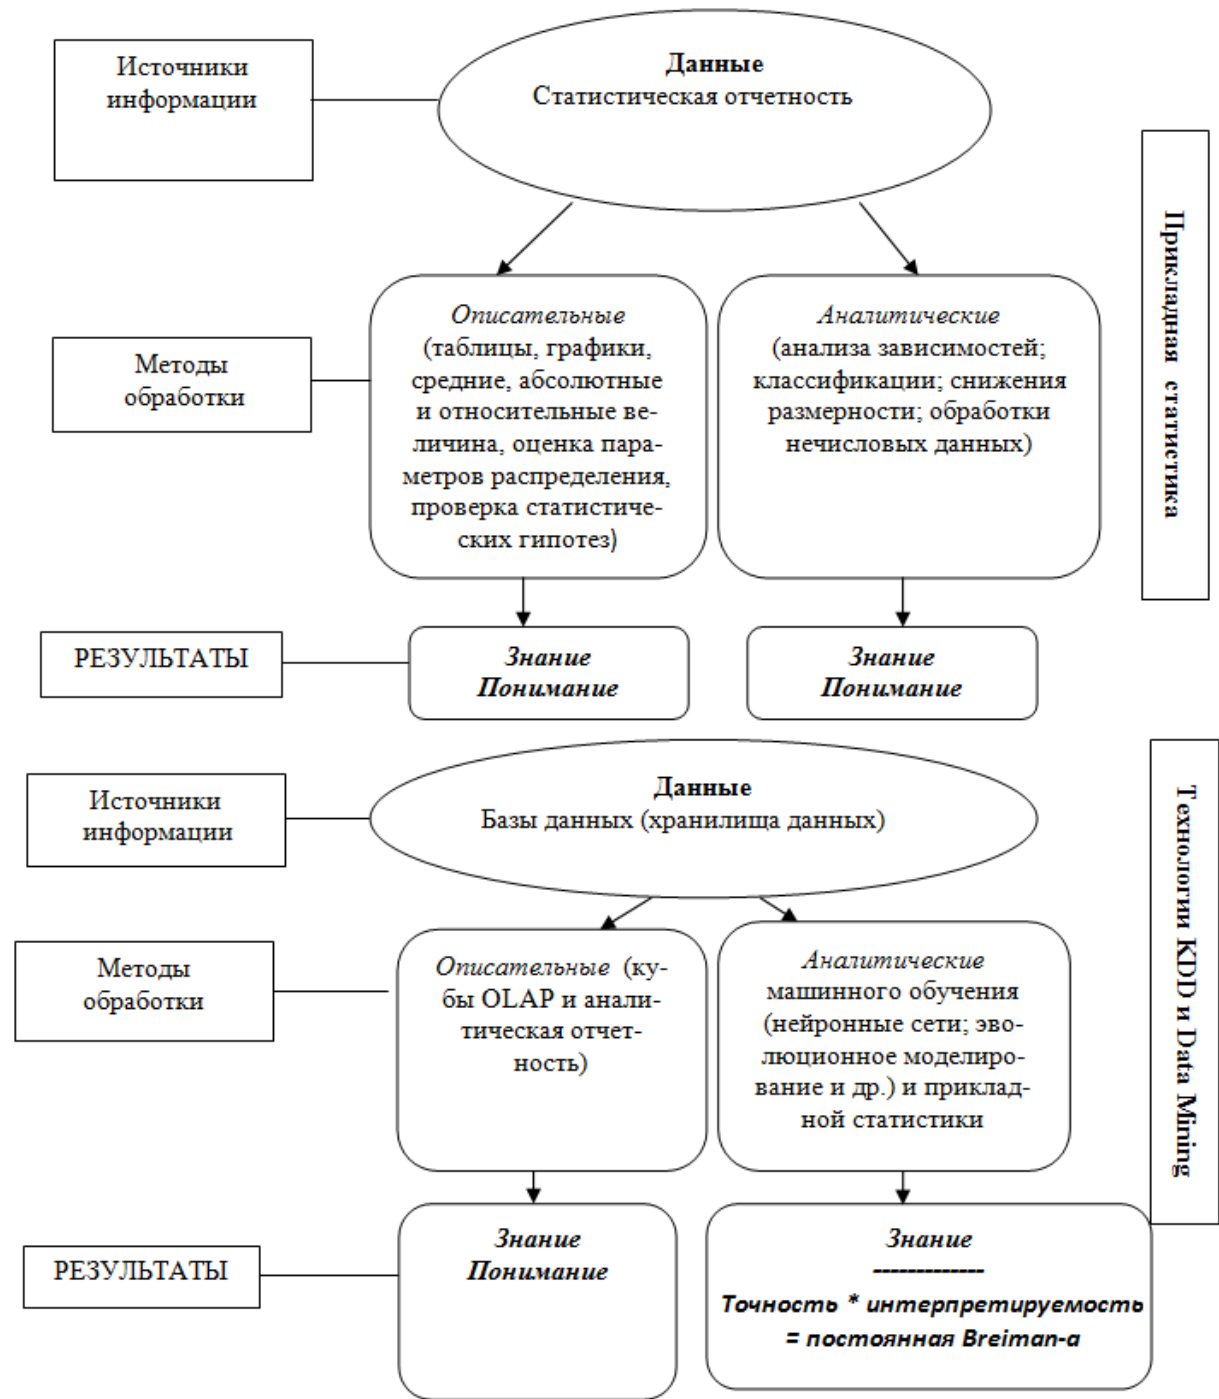 Источники
информации
Данные
Статистическая отчетность
Прикладная статистика
Методы
обработки
Описательные
(таблицы, графики,
средние, абсолютные
и относительные ве-
личина, оценка пара-
метров распределения,
проверка статистиче-
ских гипотез)
Аналитические
(анализа зависимостей;
классификации; снижения
размерности; обработки
нечисловых данных)
РЕЗУЛЬТАТЫ
Знание
Понимание
Знание
Понимание
Источники
информации
Данные
Базы данных (хранилища данных)
Технологии KDD и Data Mining
Методы
обработки
Описательные (ку-
бы OLAP и анали-
тическая отчет-
ность)
Аналитические
машинного обучения
(нейронные сети; эво-
люционное моделиро-
вание и др.) и приклад-
ной статистики
РЕЗУЛЬТАТЫ
Знание
Понимание
Знание
-------------
Точность * интерпретируемость
= постоянная Breiman-а